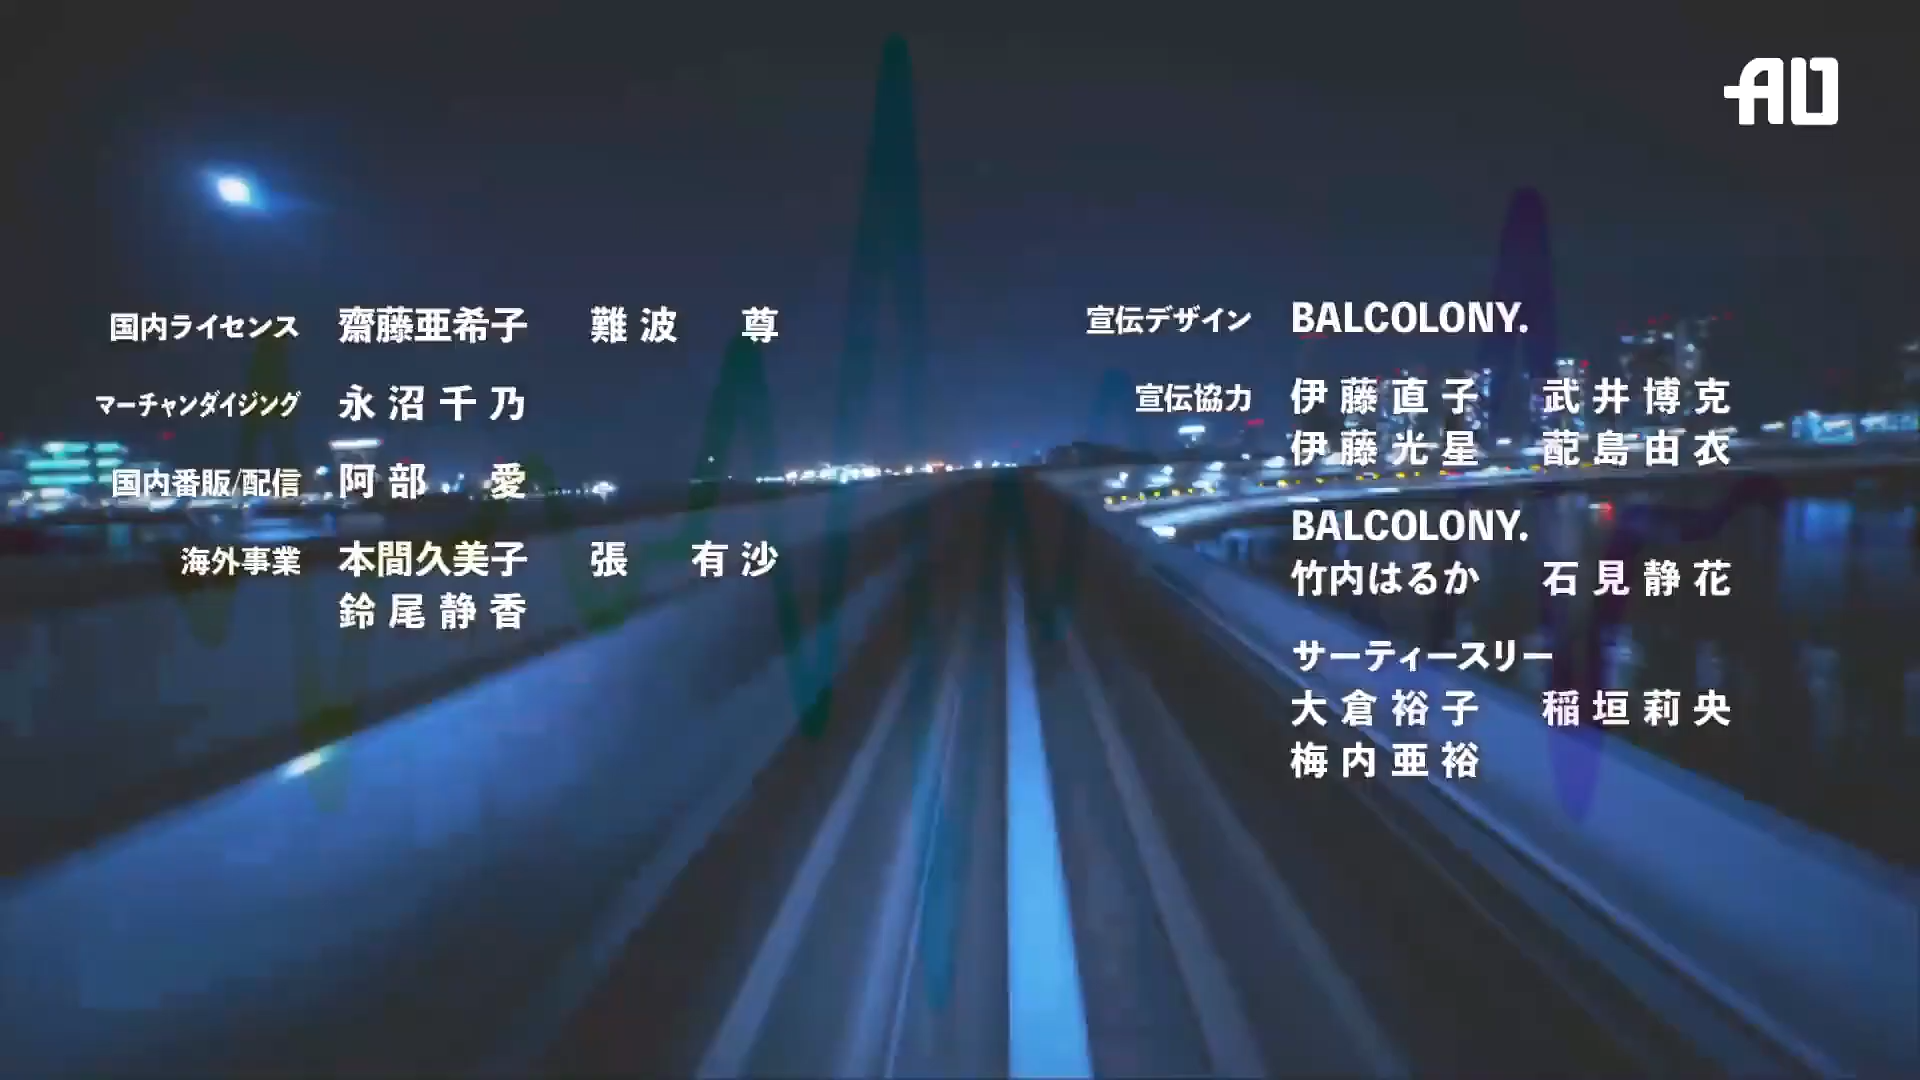 AU
国内ライセンス 齋藤亜希子 難波 尊
マーチャンダイジング 永沼千乃
国内番販/配信 阿部 愛
海外事業 本間久美子 張 有沙
鈴尾静香
宣伝デザイン BALCOLONY.
宣伝協力 伊藤直子 武井博克
伊藤光星 蓜島由衣
BALCOLONY.
竹内はるか 石見静花
サーティースリー
大倉裕子 稲垣莉央
梅内亜裕